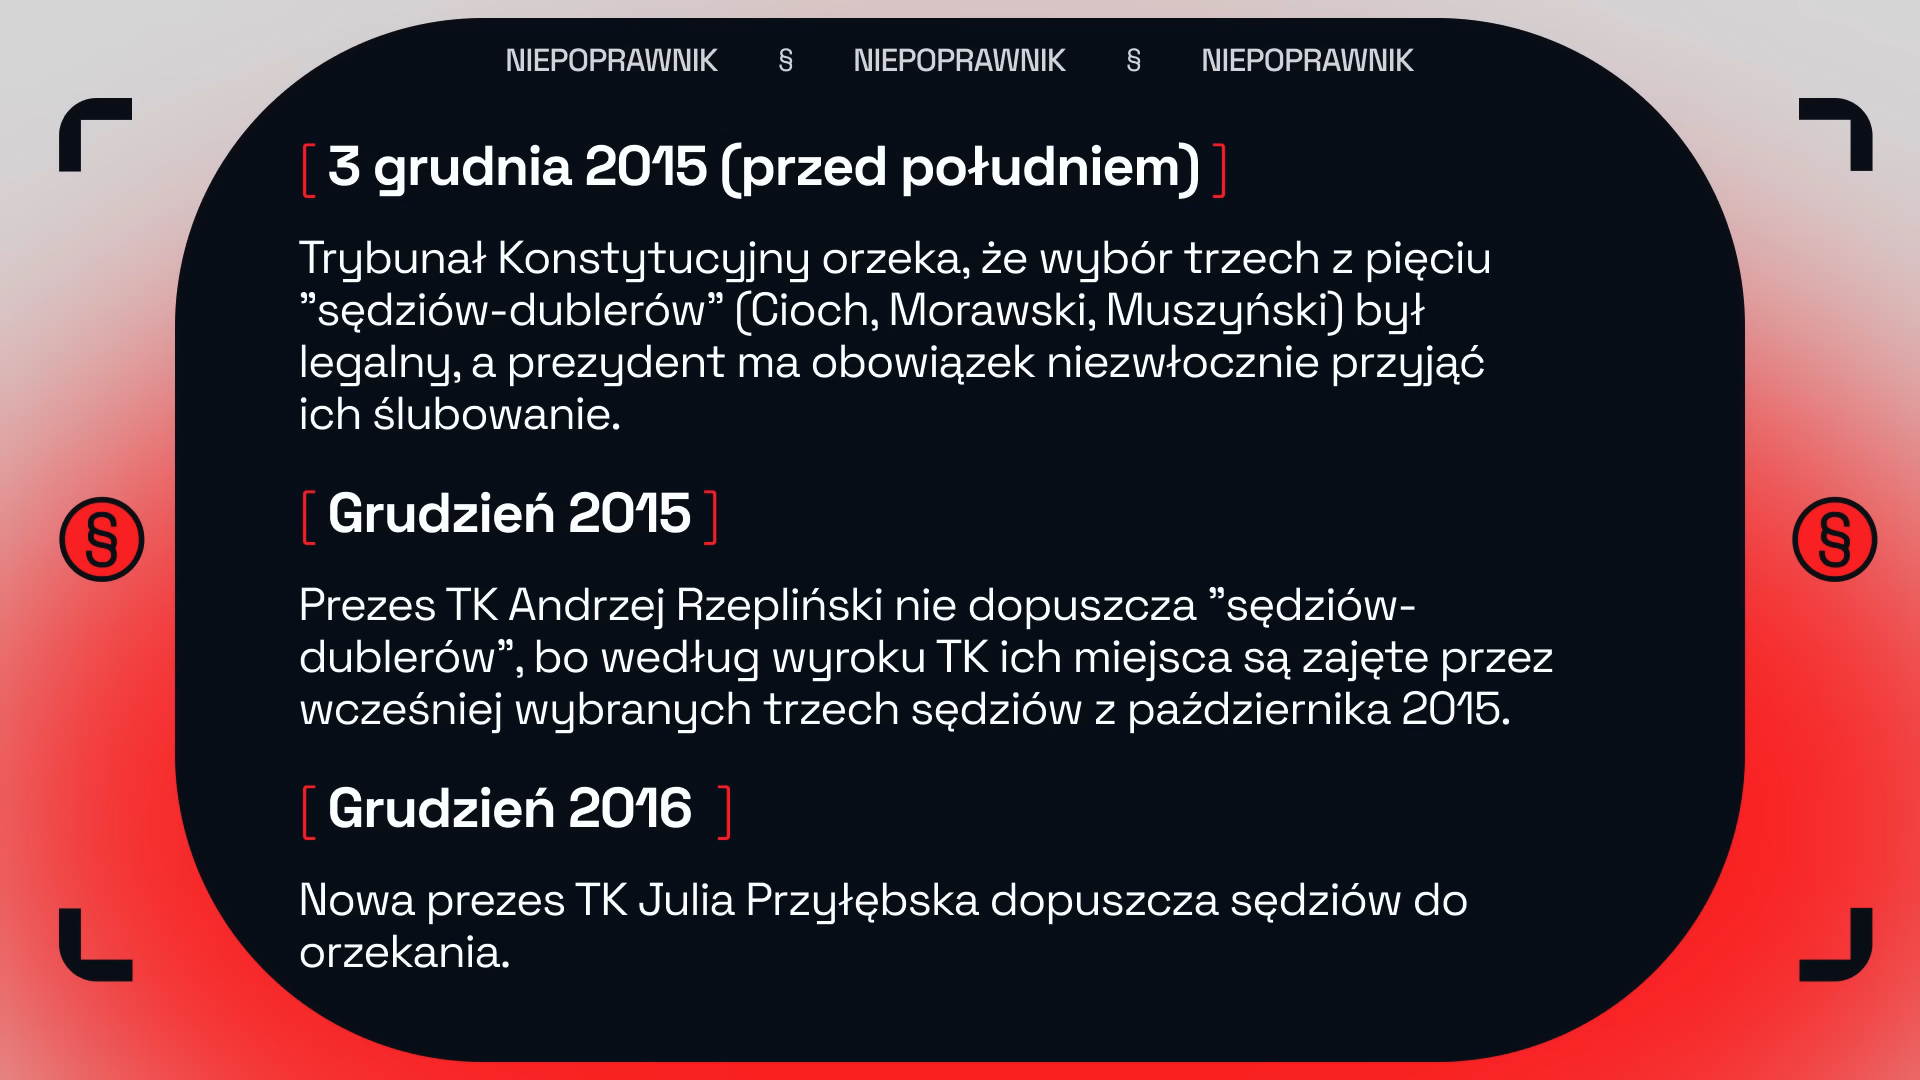 NIEPOPRAWNIK § NIEPOPRAWNIK § NIEPOPRAWNIK
[ 3 grudnia 2015 (przed południem) ]
Trybunał Konstytucyjny orzeka, że wybór trzech z pięciu
”sędziów-dublerów” (Cioch, Morawski, Muszyński) był
legalny, a prezydent ma obowiązek niezwłocznie przyjąć
ich ślubowanie.
[ Grudzień 2015 ]
§ §
Prezes TK Andrzej Rzepliński nie dopuszcza ”sędziów-
dublerów”, bo według wyroku TK ich miejsca są zajęte przez
wcześniej wybranych trzech sędziów z października 2015.
[ Grudzień 2016 ]
Nowa prezes TK Julia Przyłębska dopuszcza sędziów do
orzekania.